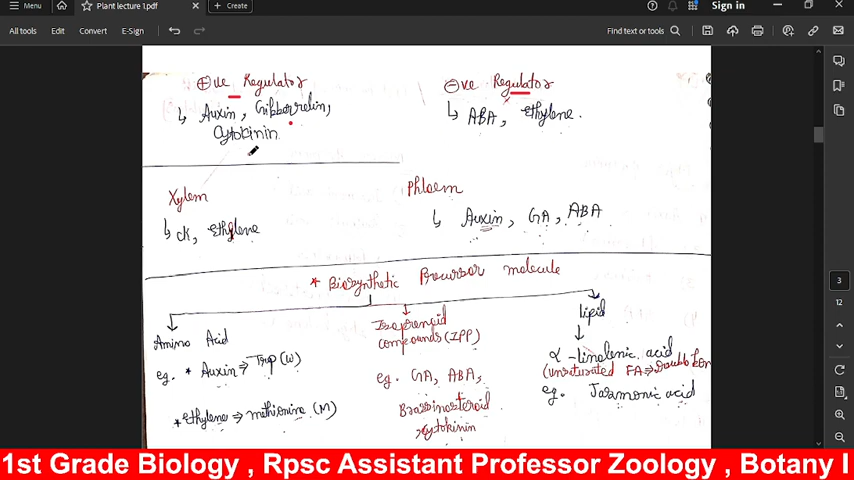 Menu
Plant lecture 1.pdf
Create
Sign in
All tools
Edit
Convert
E-Sign
Find text or tools
⊕ve Regulator
↳ Auxin, Gibberrelin,
Cytokinin
⊖ve Regulator
↳ ABA, Ethylene.
Xylem
↳ CK, Ethylene
Phloem
↳ Auxin, GA, ABA
* Biosynthetic Precursor molecule
Amino Acid
eg. * Auxin ⇒ Trp (W)
* Ethylene ⇒ methionine (M)
Isoprenoid
compounds (IPP)
eg. GA, ABA,
Brassinosteroid
, cytokinin
lipid
α-linolenic acid
(unsaturated FA ⇒ Double
eg. Jasmonic acid
3
12
1st Grade Biology , Rpsc Assistant Professor Zoology , Botany I